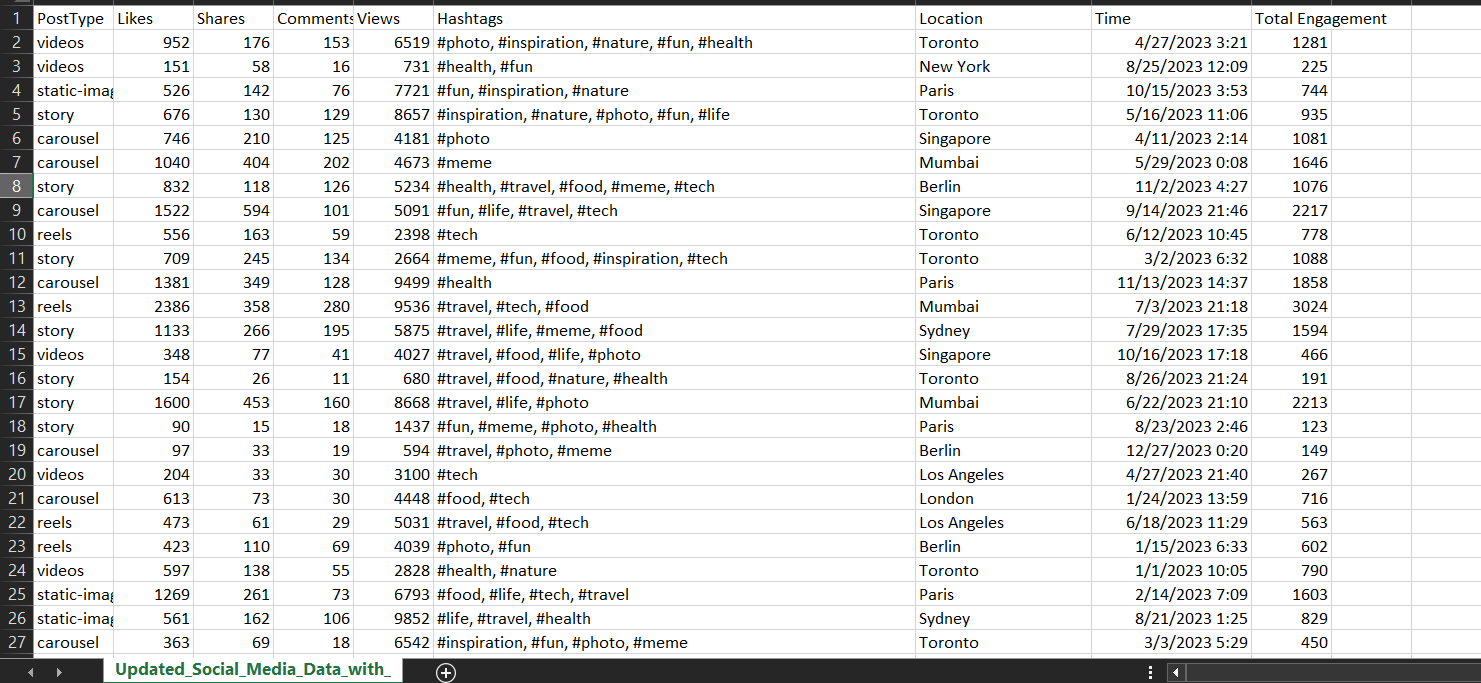 1 PostType Likes Shares Comments Views Hashtags Location Time Total Engagement
2 videos 952 176 153 6519 #photo, #inspiration, #nature, #fun, #health Toronto 4/27/2023 3:21 1281
3 videos 151 58 16 731 #health, #fun New York 8/25/2023 12:09 225
4 static-imag 526 142 76 7721 #fun, #inspiration, #nature Paris 10/15/2023 3:53 744
5 story 676 130 129 8657 #inspiration, #nature, #photo, #fun, #life Toronto 5/16/2023 11:06 935
6 carousel 746 210 125 4181 #photo Singapore 4/11/2023 2:14 1081
7 carousel 1040 404 202 4673 #meme Mumbai 5/29/2023 0:08 1646
8 story 832 118 126 5234 #health, #travel, #food, #meme, #tech Berlin 11/2/2023 4:27 1076
9 carousel 1522 594 101 5091 #fun, #life, #travel, #tech Singapore 9/14/2023 21:46 2217
10 reels 556 163 59 2398 #tech Toronto 6/12/2023 10:45 778
11 story 709 245 134 2664 #meme, #fun, #food, #inspiration, #tech Toronto 3/2/2023 6:32 1088
12 carousel 1381 349 128 9499 #health Paris 11/13/2023 14:37 1858
13 reels 2386 358 280 9536 #travel, #tech, #food Mumbai 7/3/2023 21:18 3024
14 story 1133 266 195 5875 #travel, #life, #meme, #food Sydney 7/29/2023 17:35 1594
15 videos 348 77 41 4027 #travel, #food, #life, #photo Singapore 10/16/2023 17:18 466
16 story 154 26 11 680 #travel, #food, #nature, #health Toronto 8/26/2023 21:24 191
17 story 1600 453 160 8668 #travel, #life, #photo Mumbai 6/22/2023 21:10 2213
18 story 90 15 18 1437 #fun, #meme, #photo, #health Paris 8/23/2023 2:46 123
19 carousel 97 33 19 594 #travel, #photo, #meme Berlin 12/27/2023 0:20 149
20 videos 204 33 30 3100 #tech Los Angeles 4/27/2023 21:40 267
21 carousel 613 73 30 4448 #food, #tech London 1/24/2023 13:59 716
22 reels 473 61 29 5031 #travel, #food, #tech Los Angeles 6/18/2023 11:29 563
23 reels 423 110 69 4039 #photo, #fun Berlin 1/15/2023 6:33 602
24 videos 597 138 55 2828 #health, #nature Toronto 1/1/2023 10:05 790
25 static-imag 1269 261 73 6793 #food, #life, #tech, #travel Paris 2/14/2023 7:09 1603
26 static-imag 561 162 106 9852 #life, #travel, #health Sydney 8/21/2023 1:25 829
27 carousel 363 69 18 6542 #inspiration, #fun, #photo, #meme Toronto 3/3/2023 5:29 450
Updated_Social_Media_Data_with_